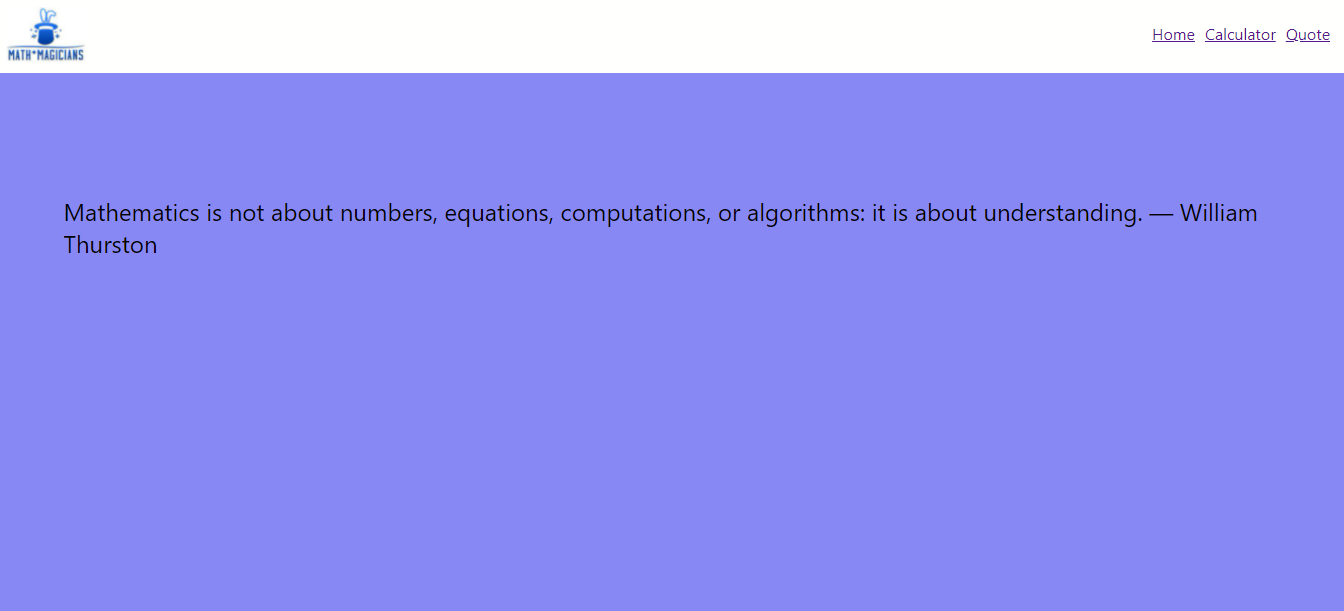 MATH*MAGICIANS
Home Calculator Quote
Mathematics is not about numbers, equations, computations, or algorithms: it is about understanding. — William
Thurston